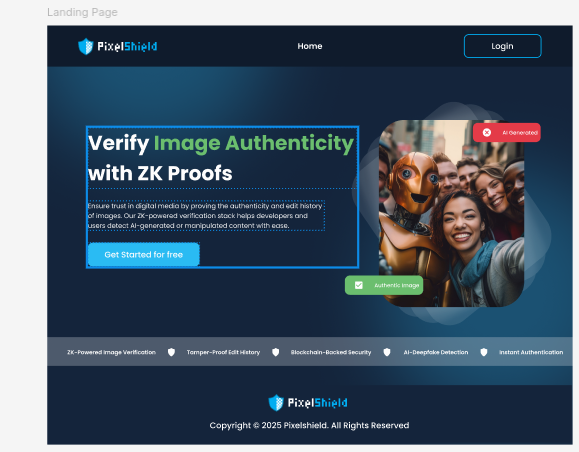 Landing Page
PixelShield
Home
Login
Verify Image Authenticity
with ZK Proofs
Ensure trust in digital media by proving the authenticity and edit history
of images. Our ZK-powered verification stack helps developers and
users detect AI-generated or manipulated content with ease.
Get Started for free
AI Generated
Authentic Image
ZK-Powered Image Verification
Tamper-Proof Edit History
Blockchain-Backed Security
AI-Deepfake Detection
Instant Authentication
PixelShield
Copyright © 2025 Pixelshield. All Rights Reserved